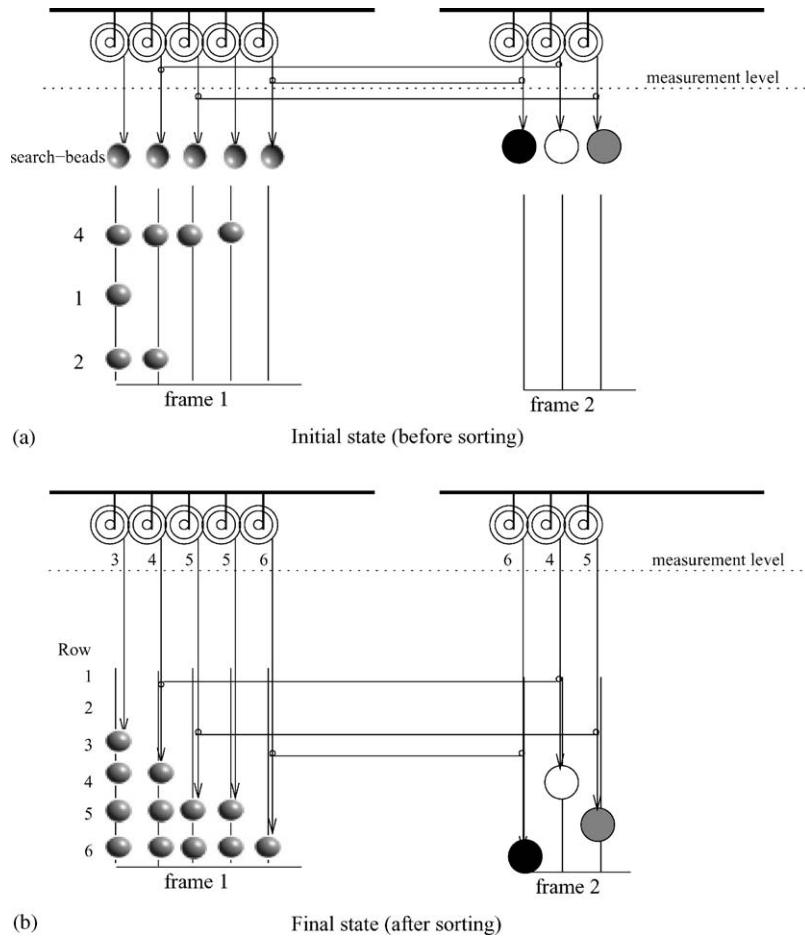 measurement level
search−beads
4
1
2
frame 1
frame 2
(a) Initial state (before sorting)
3 4 5 5 6 6 4 5
measurement level
Row
1
2
3
4
5
6
frame 1
frame 2
(b) Final state (after sorting)